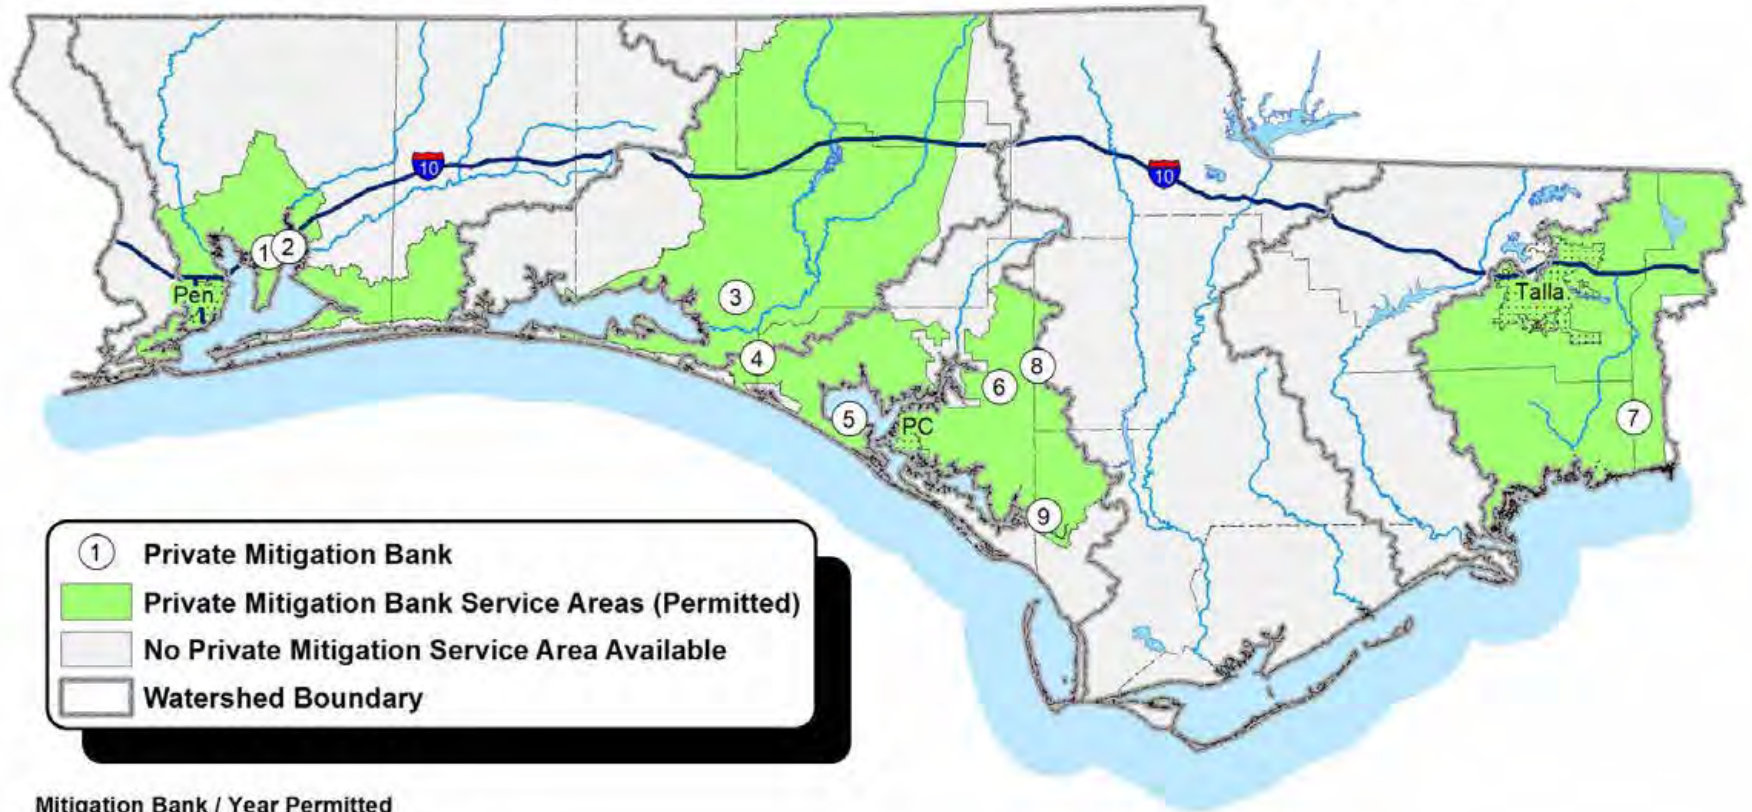 10
10
1
2
Pen.
Talla.
3
4
8
6
5
PC
7
9
1 Private Mitigation Bank
Private Mitigation Bank Service Areas (Permitted)
No Private Mitigation Service Area Available
Watershed Boundary
Mitigation Bank / Year Permitted